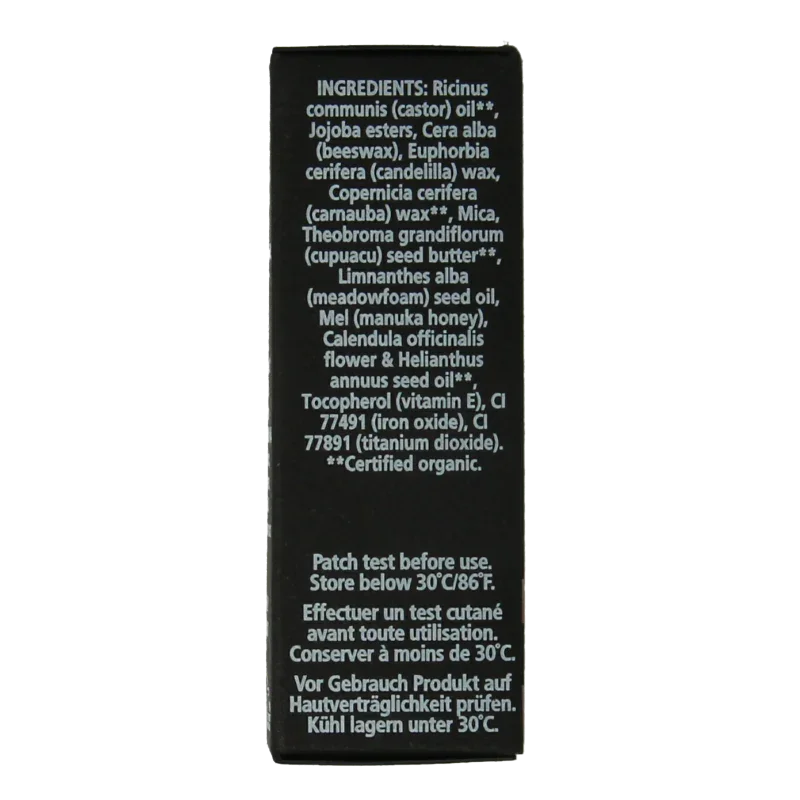 INGREDIENTS: Ricinus
communis (castor) oil**,
Jojoba esters, Cera alba
(beeswax), Euphorbia
cerifera (candelilla) wax,
Copernicia cerifera
(carnauba) wax**, Mica,
Theobroma grandiflorum
(cupuacu) seed butter**,
Limnanthes alba
(meadowfoam) seed oil,
Mel (manuka honey),
Calendula officinalis
flower & Helianthus
annuus seed oil**,
Tocopherol (vitamin E), CI
77491 (iron oxide), CI
77891 (titanium dioxide).
**Certified organic.
Patch test before use.
Store below 30°C/86°F.
Effectuer un test cutané
avant toute utilisation.
Conserver à moins de 30°C.
Vor Gebrauch Produkt auf
Hautverträglichkeit prüfen.
Kühl lagern unter 30°C.